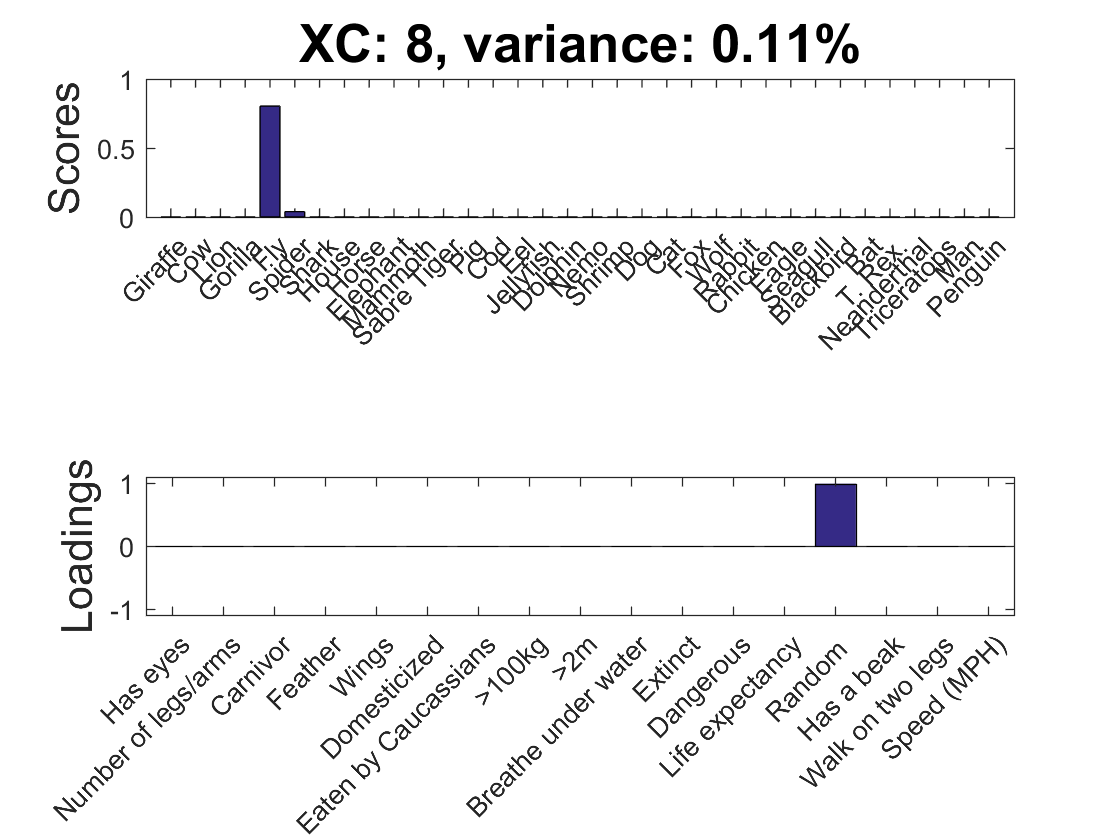 XC: 8, variance: 0.11%
Scores
1
0.5
0
Giraffe
Cow
Lion
Gorilla
Fly
Spider
Shark
House
Horse
Elephant
Mammoth
Sabre Tiger
Pig
Cod
Eel
Jellyfish
Dolphin
Nemo
Shrimp
Dog
Cat
Fox
Wolf
Rabbit
Chicken
Eagle
Seagull
Blackbird
Bat
T. Rex
Neanderthal
Triceratops
Man
Penguin
Loadings
1
0
-1
Has eyes
Number of legs/arms
Carnivor
Feather
Wings
Domesticized
Eaten by Caucassians
>100kg
>2m
Breathe under water
Extinct
Dangerous
Life expectancy
Random
Has a beak
Walk on two legs
Speed (MPH)